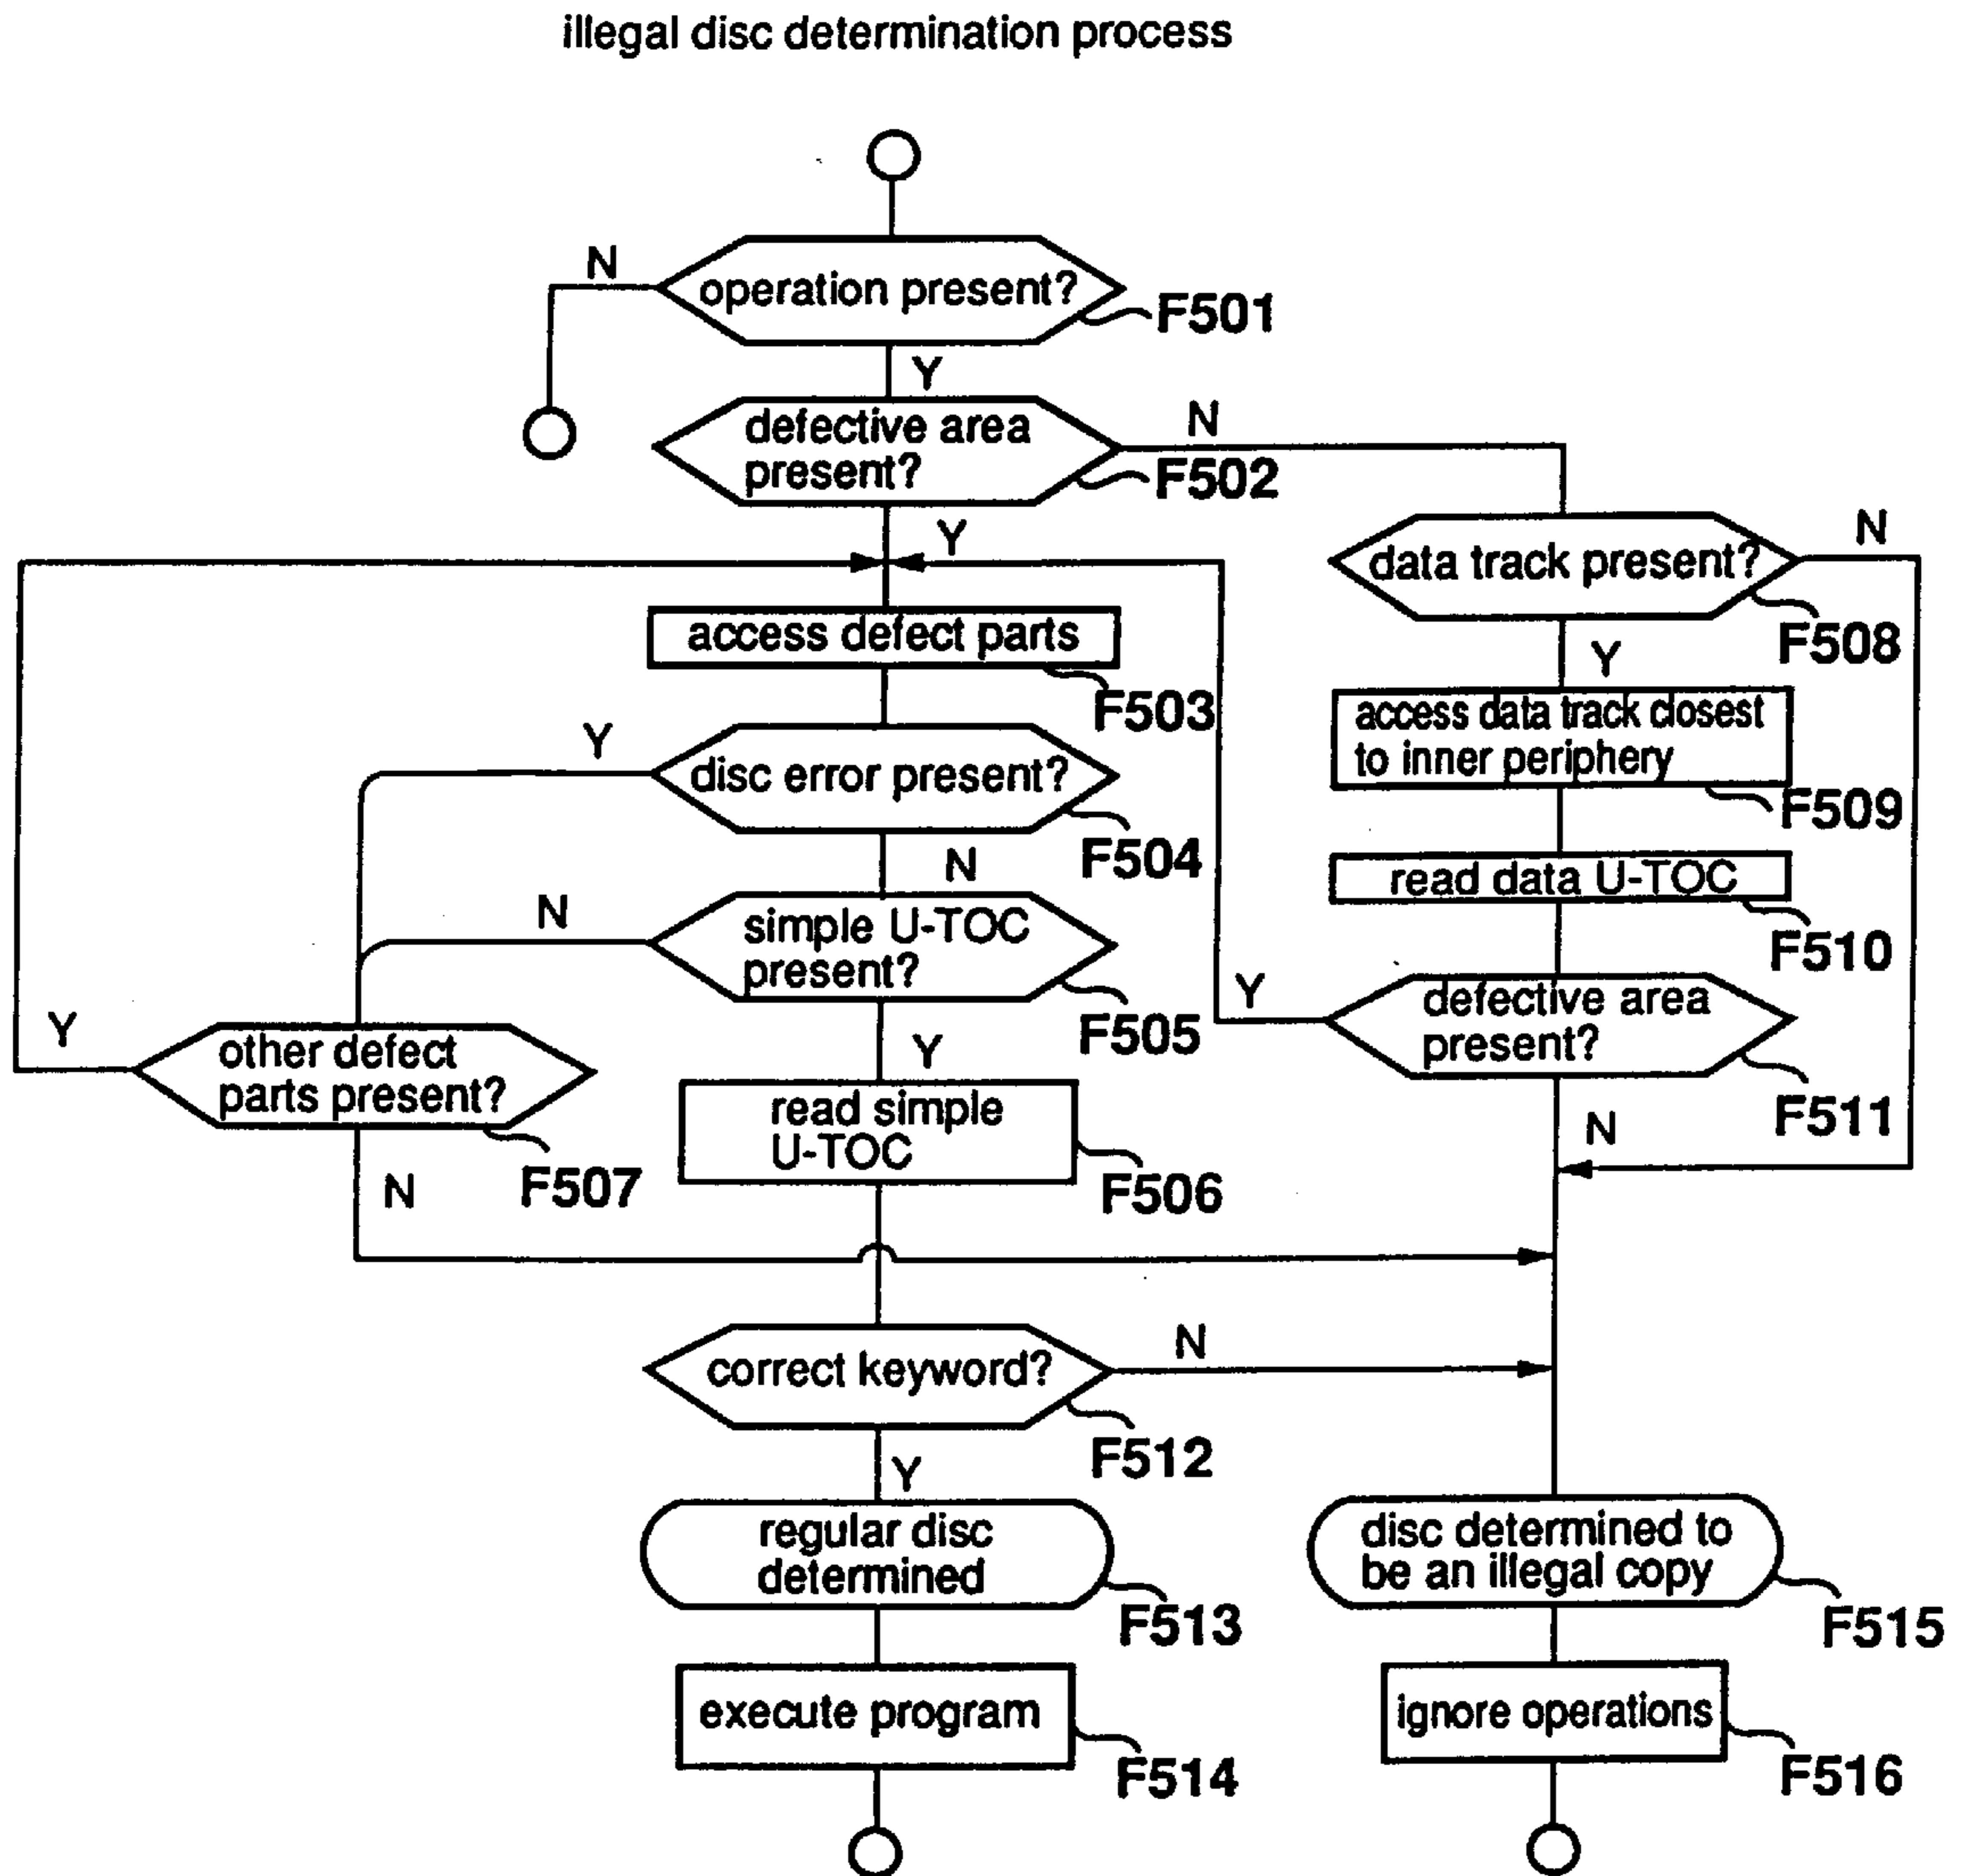 illegal disc determination process
N
operation present?
F501
Y
defective area
present?
N
F502
Y
data track present?
N
F508
access defect parts
F503
Y
access data track closest
to inner periphery
F509
Y
disc error present?
F504
N
read data U-TOC
F510
N
simple U-TOC
present?
F505
Y
defective area
present?
F511
Y
other defect
parts present?
F507
Y
read simple
U-TOC
F506
N
N
correct keyword?
N
F512
Y
regular disc
determined
F513
disc determined to
be an illegal copy
F515
execute program
F514
ignore operations
F516